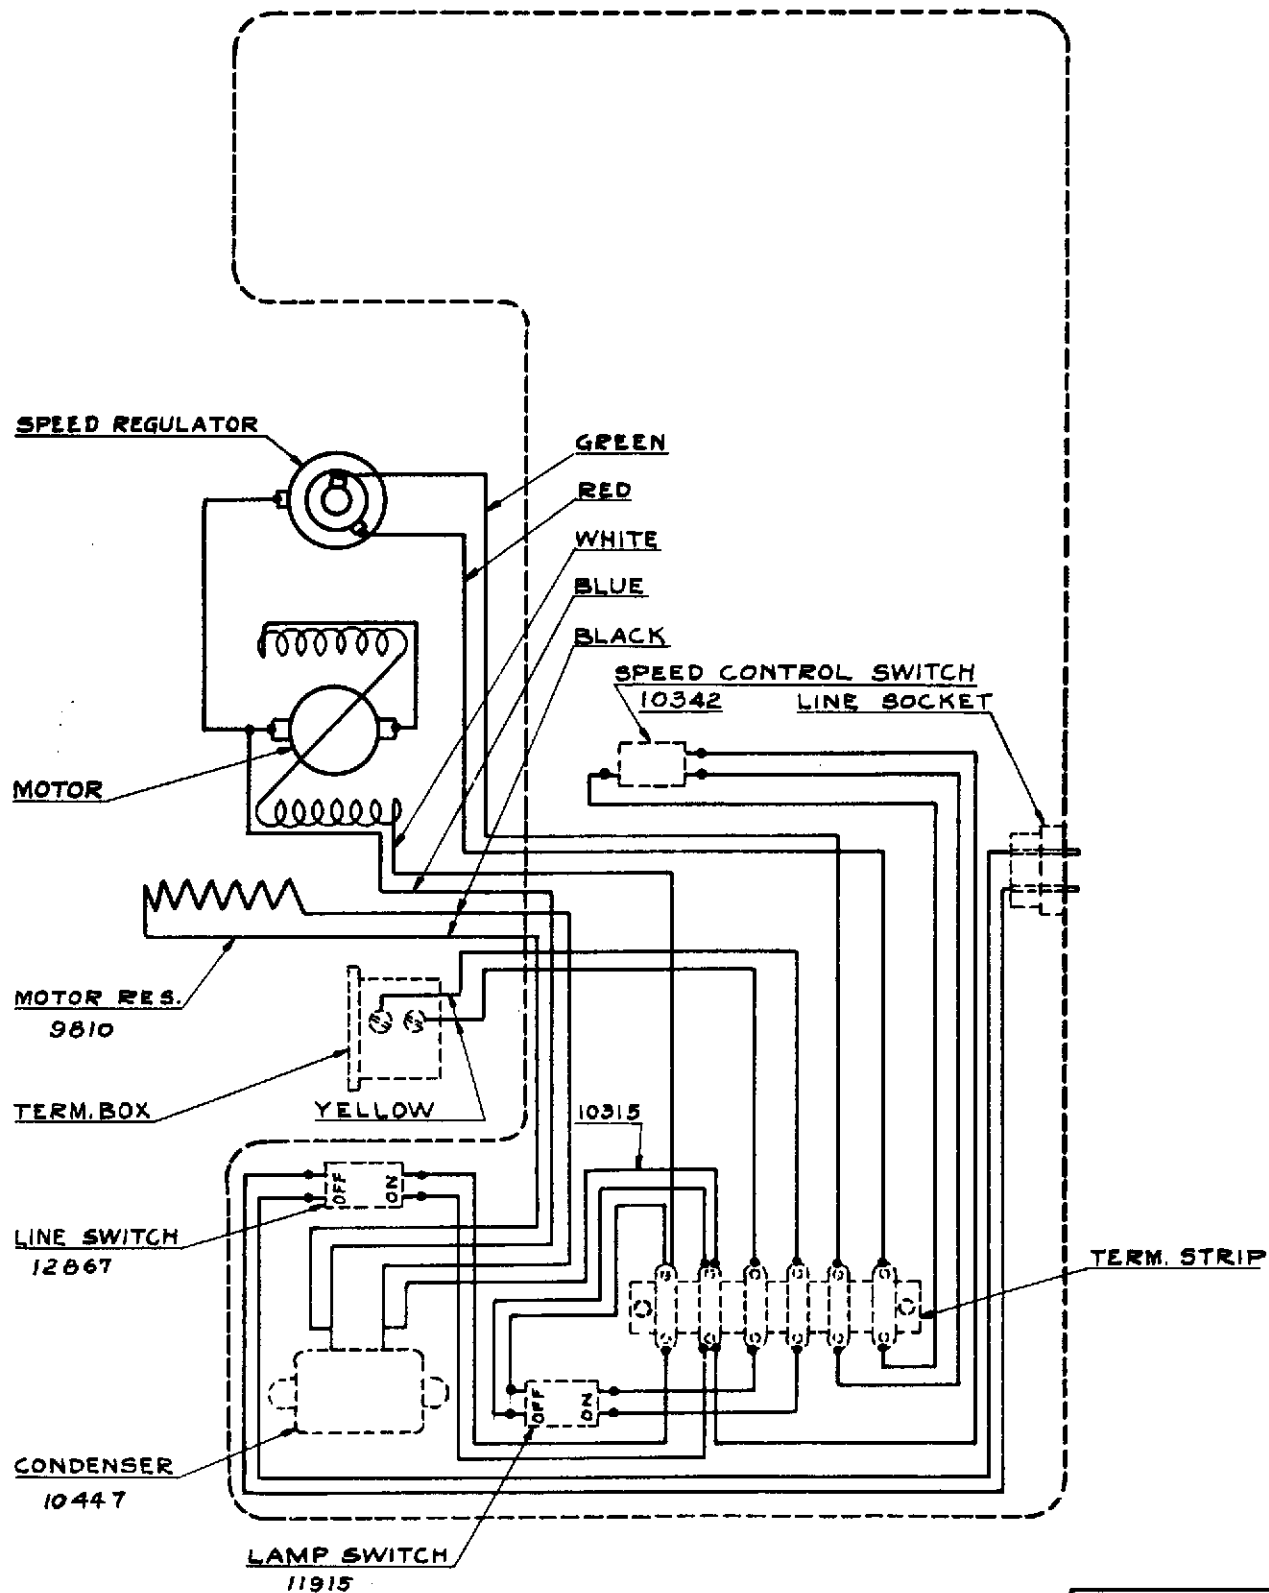 SPEED REGULATOR
GREEN
RED
WHITE
BLUE
BLACK
SPEED CONTROL SWITCH
10342
LINE SOCKET
MOTOR
MOTOR RES.
9810
TERM. BOX
YELLOW
10315
OFF
ON
LINE SWITCH
12867
TERM. STRIP
OFF
ON
CONDENSER
10447
LAMP SWITCH
11915